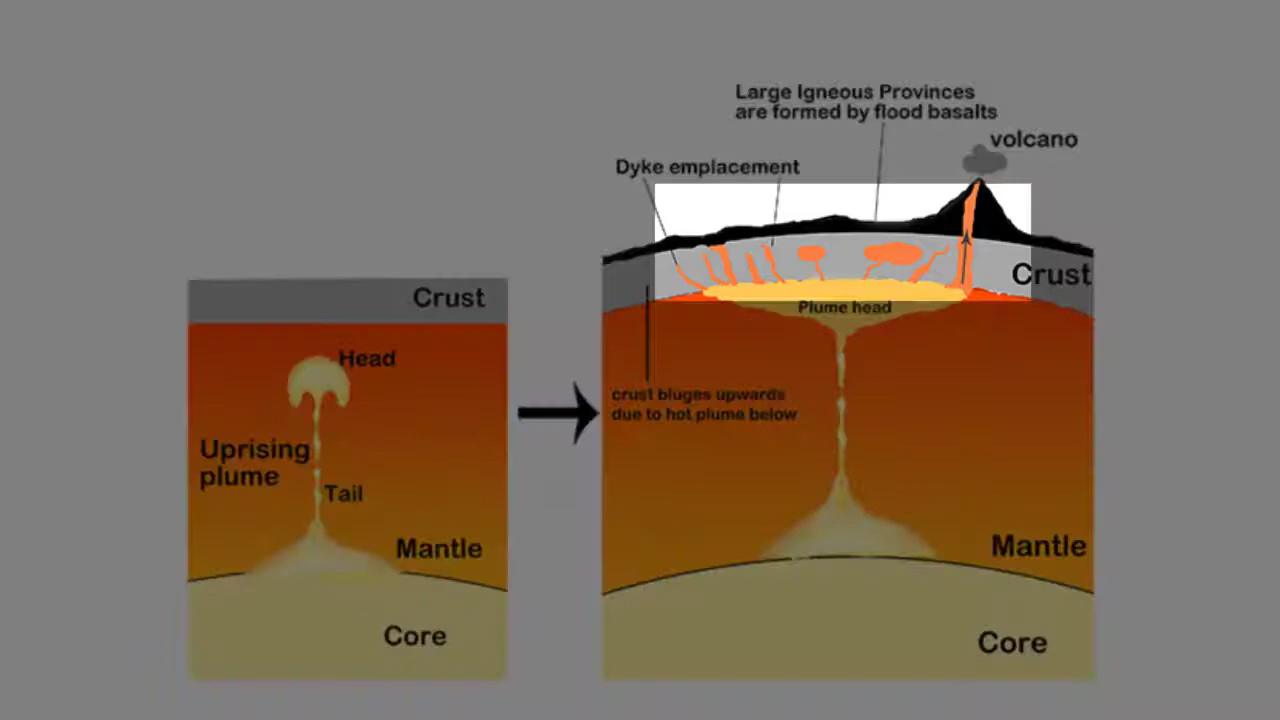 Large Igneous Provinces
are formed by flood basalts
volcano
Dyke emplacement
Crust
Crust
Plume head
Head
crust bluges upwards
due to hot plume below
Uprising
plume
Tail
Mantle
Mantle
Core
Core